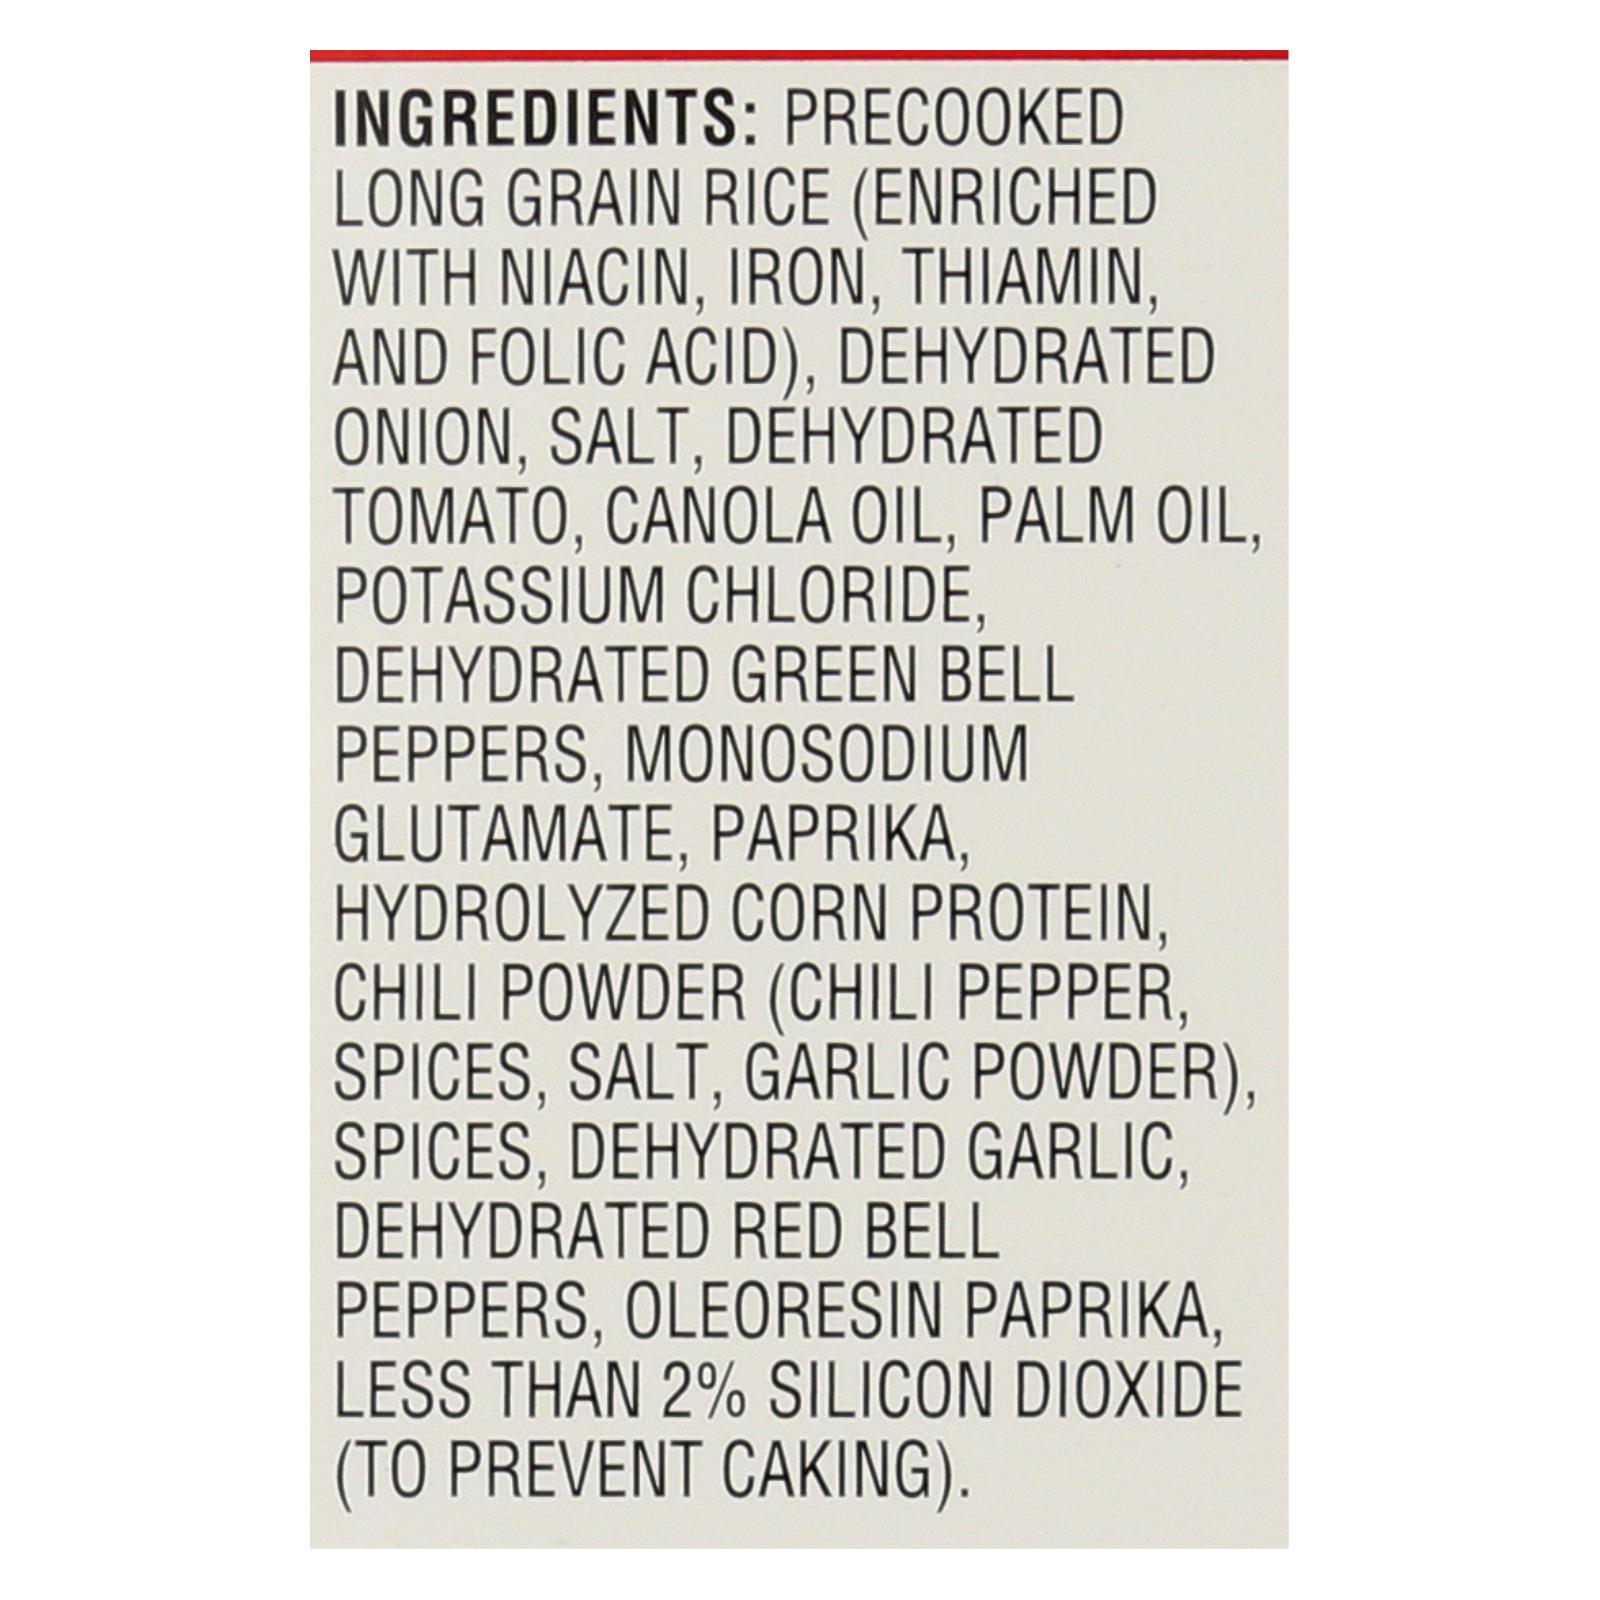 INGREDIENTS: PRECOOKED
LONG GRAIN RICE (ENRICHED
WITH NIACIN, IRON, THIAMIN,
AND FOLIC ACID), DEHYDRATED
ONION, SALT, DEHYDRATED
TOMATO, CANOLA OIL, PALM OIL,
POTASSIUM CHLORIDE,
DEHYDRATED GREEN BELL
PEPPERS, MONOSODIUM
GLUTAMATE, PAPRIKA,
HYDROLYZED CORN PROTEIN,
CHILI POWDER (CHILI PEPPER,
SPICES, SALT, GARLIC POWDER),
SPICES, DEHYDRATED GARLIC,
DEHYDRATED RED BELL
PEPPERS, OLEORESIN PAPRIKA,
LESS THAN 2% SILICON DIOXIDE
(TO PREVENT CAKING).